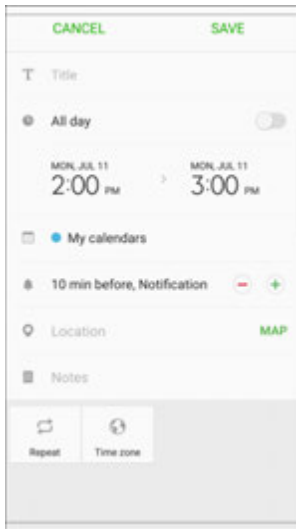 CANCEL SAVE
T Title
All day
MON, JUL 11 MON, JUL 11
2:00 PM > 3:00 PM
My calendars
10 min before, Notification
Location MAP
Notes
Repeat Time zone